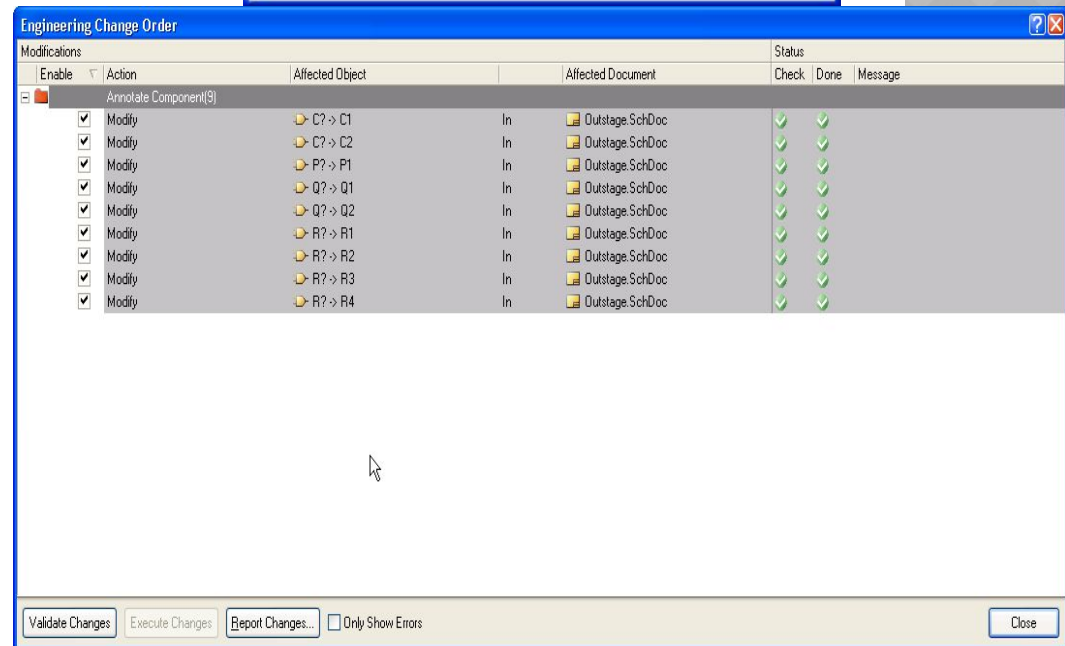 Engineering Change Order
Modifications Status
Enable Action Affected Object Affected Document Check Done Message
Annotate Component(9)
Modify C? -> C1 In Outstage.SchDoc
Modify C? -> C2 In Outstage.SchDoc
Modify P? -> P1 In Outstage.SchDoc
Modify Q? -> Q1 In Outstage.SchDoc
Modify Q? -> Q2 In Outstage.SchDoc
Modify R? -> R1 In Outstage.SchDoc
Modify R? -> R2 In Outstage.SchDoc
Modify R? -> R3 In Outstage.SchDoc
Modify R? -> R4 In Outstage.SchDoc
Validate Changes Execute Changes Report Changes... Only Show Errors Close